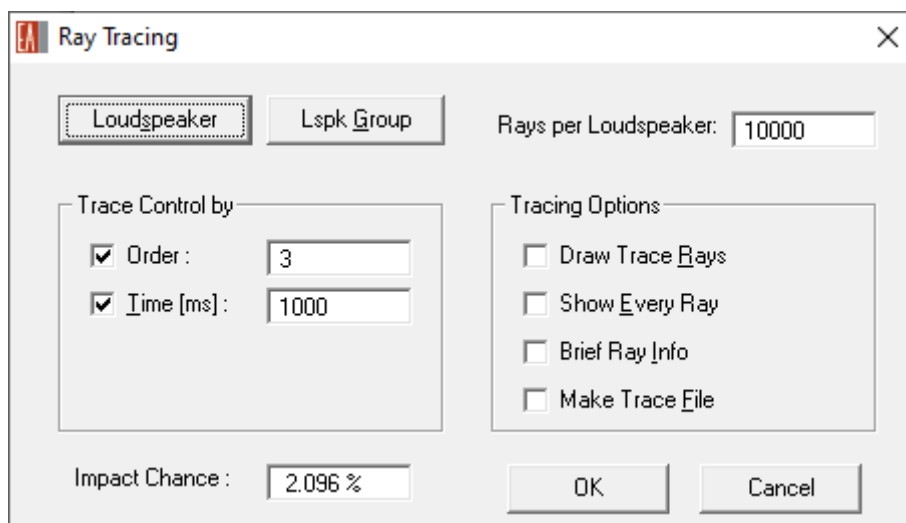 EA Ray Tracing
Loudspeaker
Lspk Group
Rays per Loudspeaker: 10000
Trace Control by
Order : 3
Time [ms] : 1000
Tracing Options
Draw Trace Rays
Show Every Ray
Brief Ray Info
Make Trace File
Impact Chance : 2.096 %
OK
Cancel